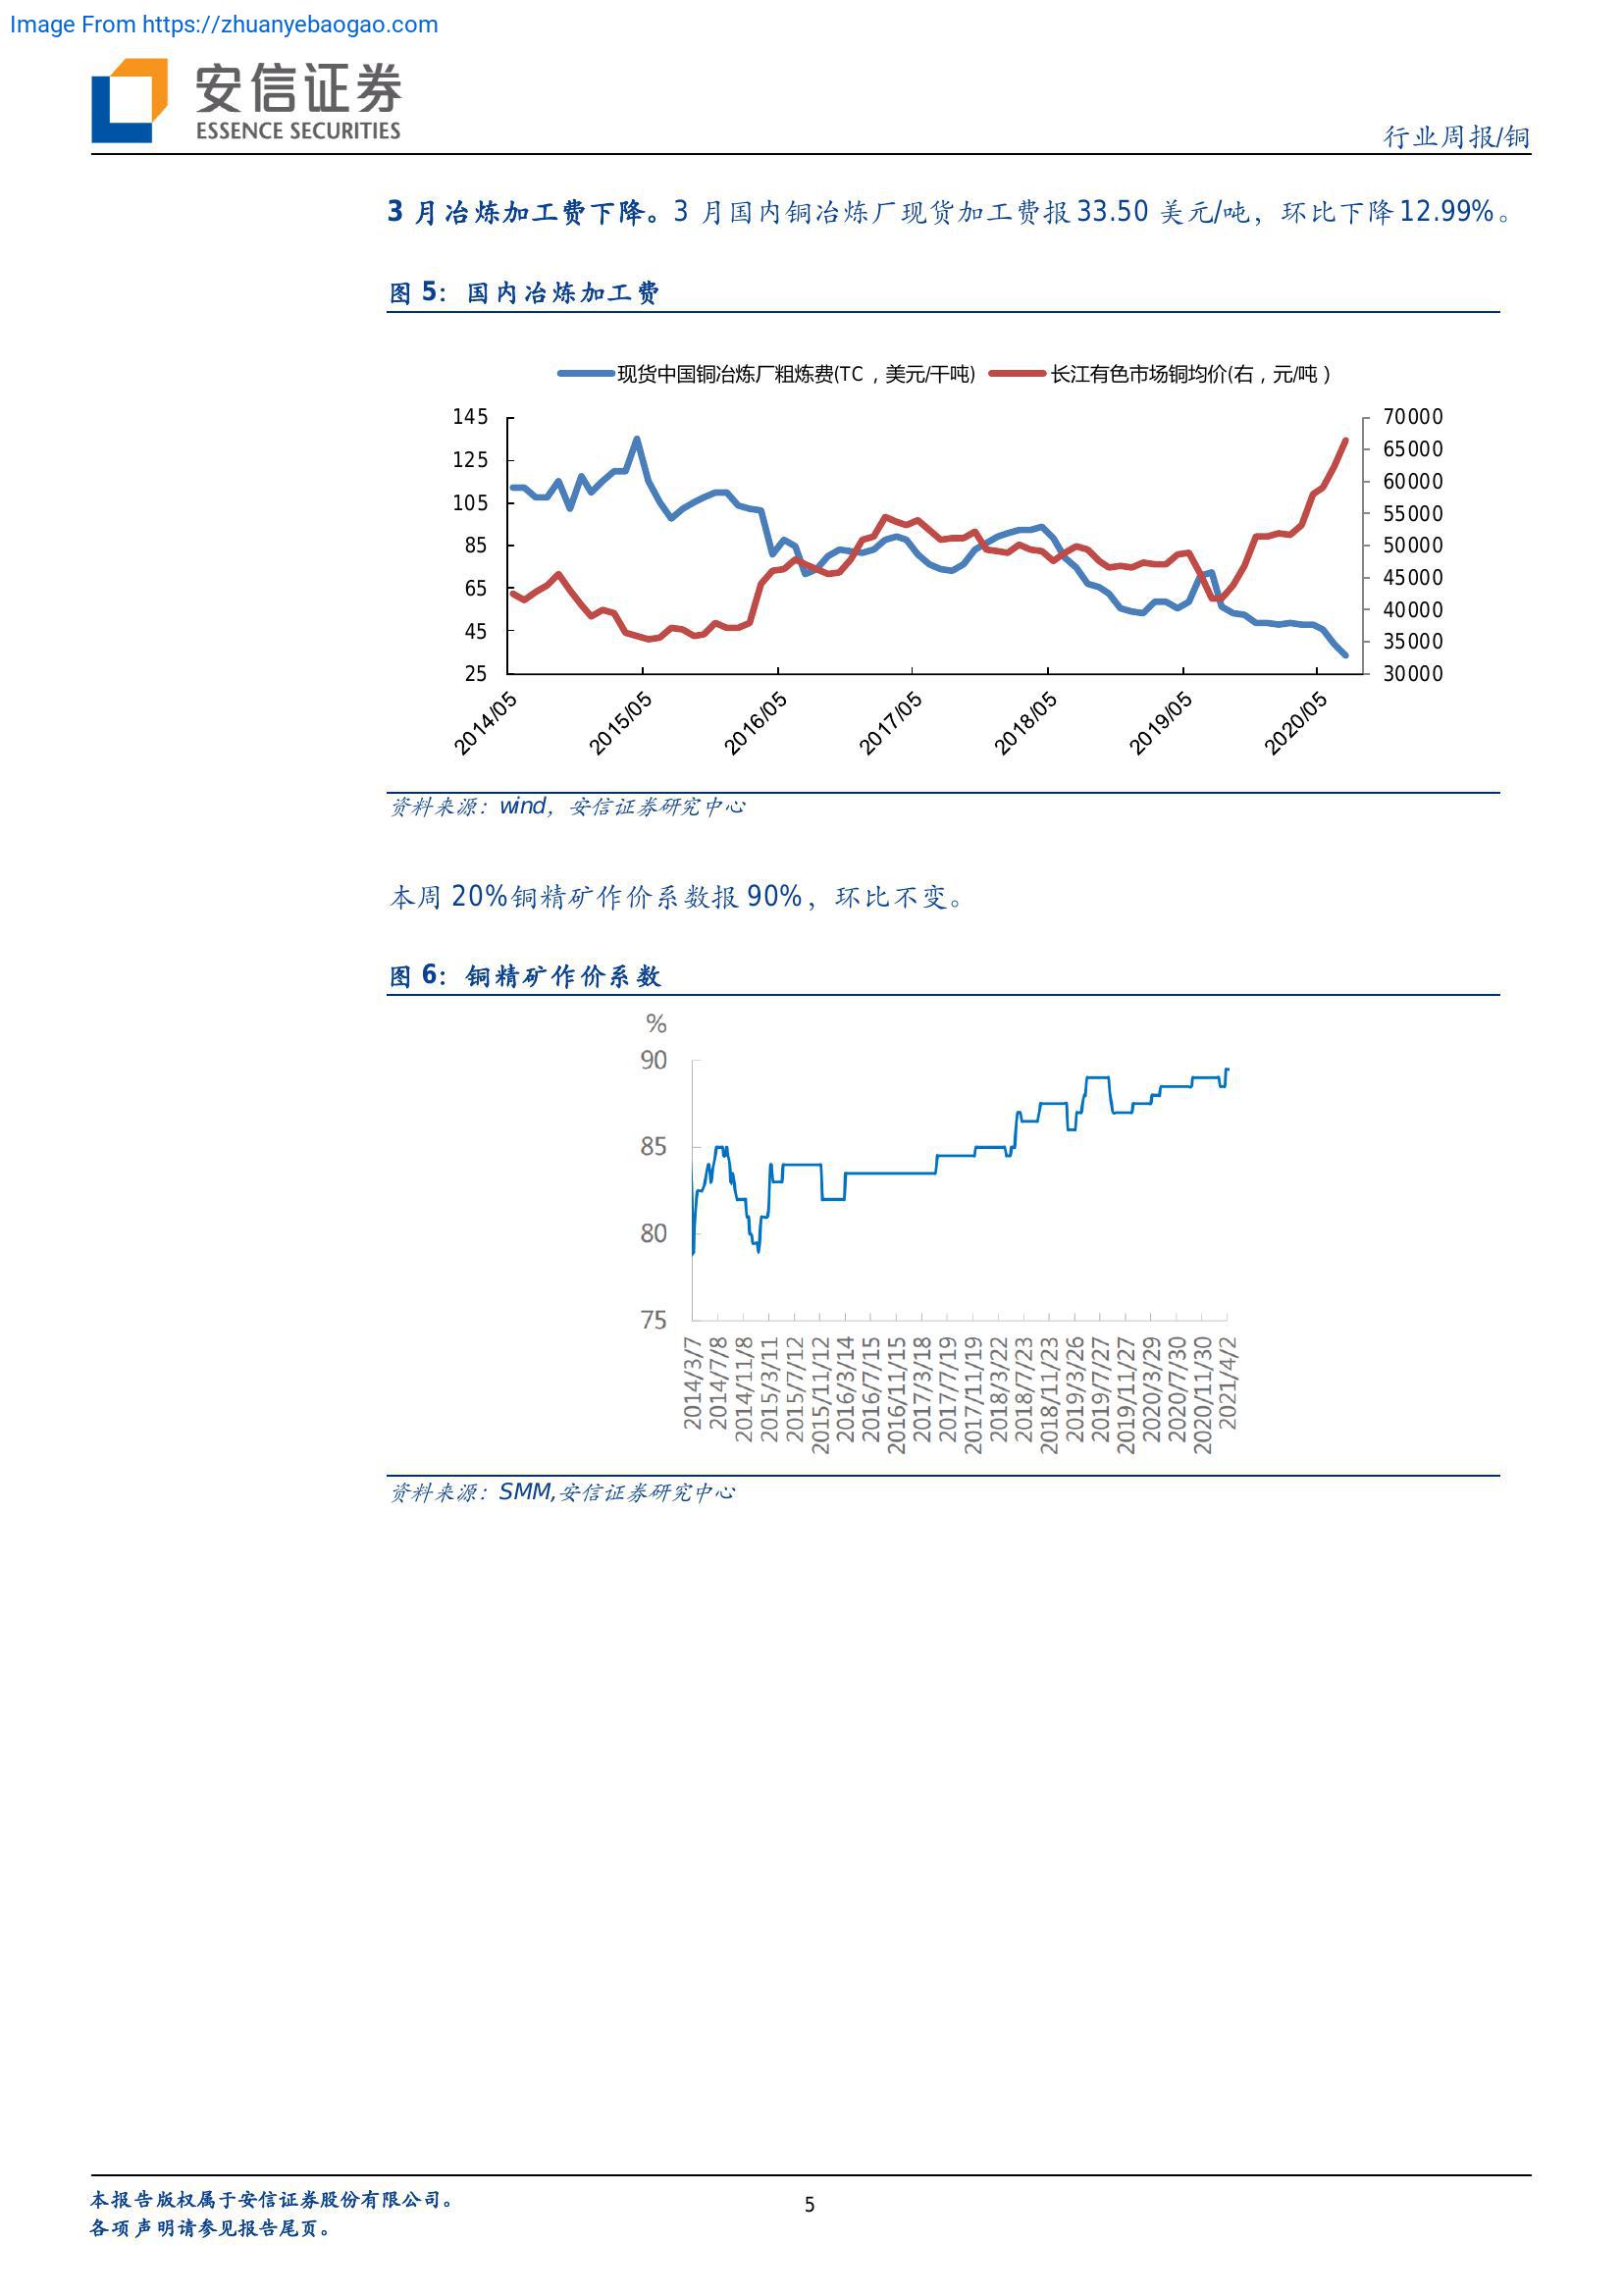 Image From https://zhuanyebaogao.com
安信证券
ESSENCE SECURITIES
行业周报/铜
3 月冶炼加工费下降。3 月国内铜冶炼厂现货加工费报 33.50 美元/吨，环比下降 12.99%。
图 5：国内冶炼加工费
现货中国铜冶炼厂粗炼费(TC，美元/干吨) 长江有色市场铜均价(右，元/吨)
145 70000
125 65000
105 60000
85 55000
65 50000
45 45000
25 40000
35000
30000
2014/05 2015/05 2016/05 2017/05 2018/05 2019/05 2020/05
资料来源：wind，安信证券研究中心
本周 20%铜精矿作价系数报 90%，环比不变。
图 6：铜精矿作价系数
%
90
85
80
75
2014/3/7 2014/7/8 2014/11/8 2015/3/11 2015/7/12 2015/11/12 2016/3/14 2016/7/15 2016/11/15 2017/3/18 2017/7/19 2017/11/19 2018/3/22 2018/7/23 2018/11/23 2019/3/26 2019/7/27 2019/11/27 2020/3/29 2020/7/30 2020/11/30 2021/4/2
资料来源：SMM,安信证券研究中心
本报告版权属于安信证券股份有限公司。
各项声明请参见报告尾页。
5